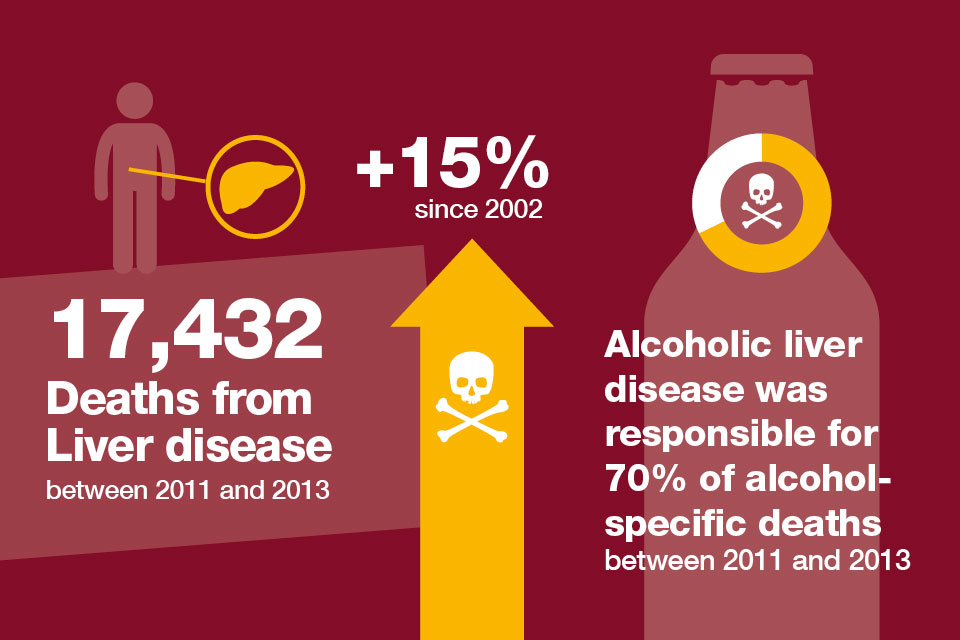 17,432
Deaths from
Liver disease
between 2011 and 2013
+15%
since 2002
Alcoholic liver
disease was
responsible for
70% of alcohol-
specific deaths
between 2011 and 2013